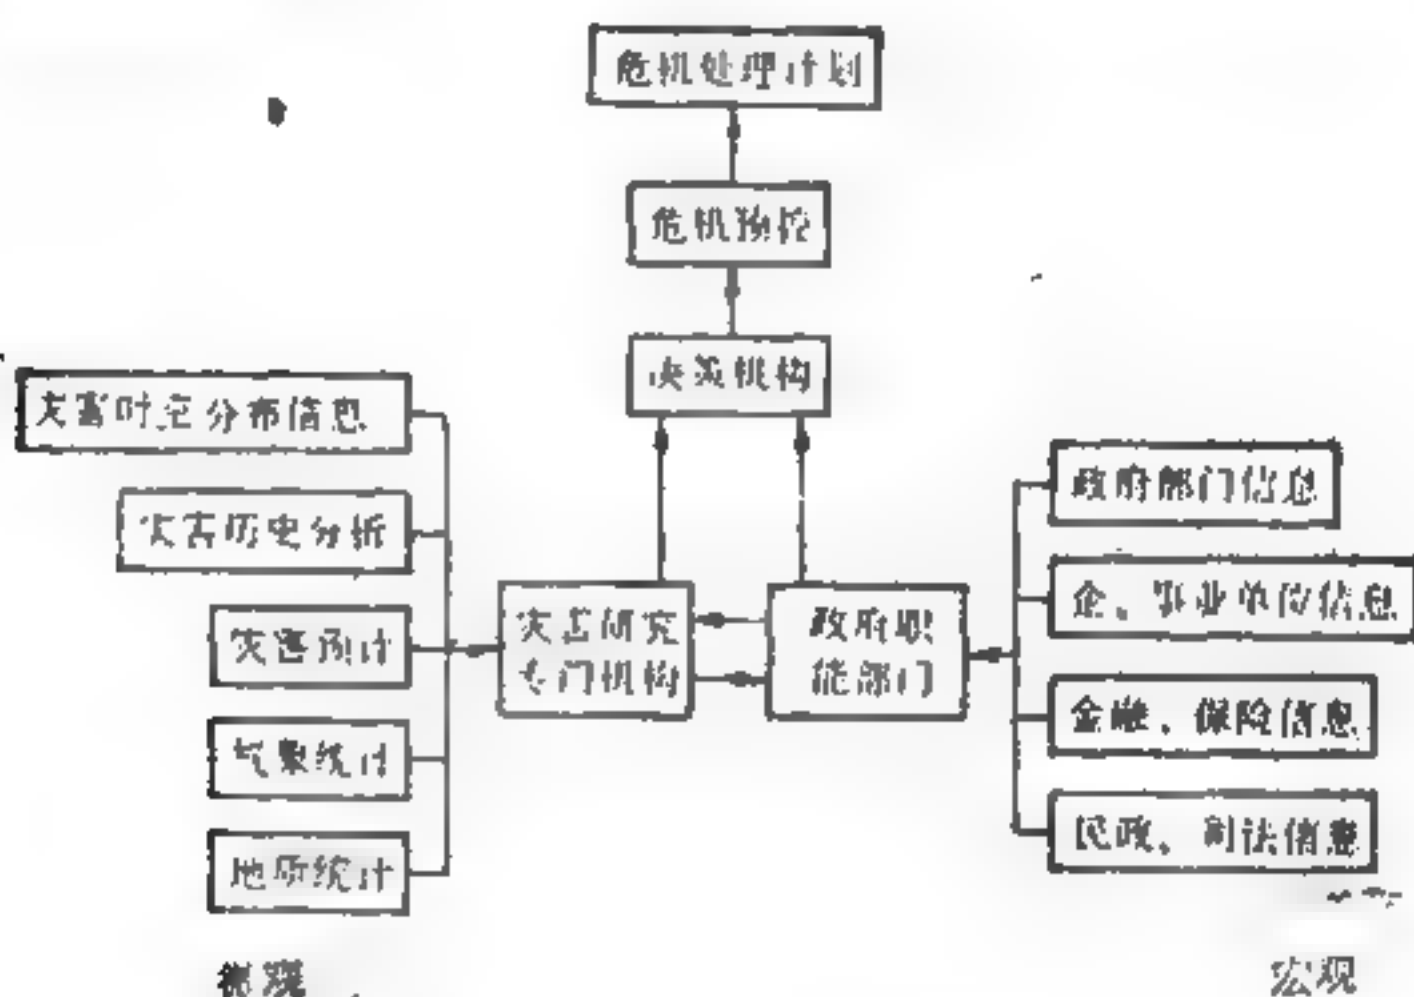 危机处理计划
危机预控
决策机构
灾害时空分布信息
灾害历史分析
灾害预计
气象统计
地质统计
灾害研究
专门机构
政府职
能部门
政府部门信息
企、事业单位信息
金融、保险信息
民政、司法信息
微观
宏观